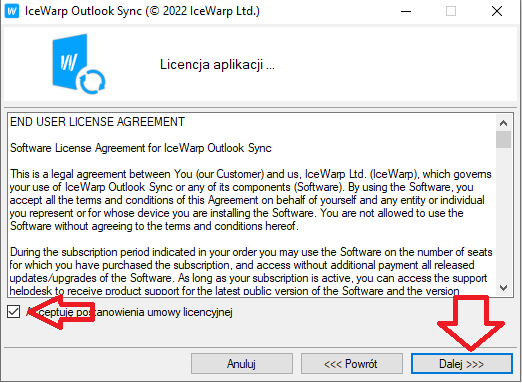 IceWarp Outlook Sync (© 2022 IceWarp Ltd.)
Licencja aplikacji ...
END USER LICENSE AGREEMENT
Software License Agreement for IceWarp Outlook Sync
This is a legal agreement between You (our Customer) and us, IceWarp Ltd. (IceWarp), which governs
your use of IceWarp Outlook Sync or any of its components (Software). By using the Software, you
accept all the terms and conditions of this Agreement on behalf of yourself and any entity or individual
you represent or for whose device you are installing the Software. You are not allowed to use the
Software without agreeing to the terms and conditions hereof.
During the subscription period indicated in your order you may use the Software on the number of seats
for which you have purchased the subscription, and access without additional payment all released
updates/upgrades of the Software. As long as your subscription is active, you can access the support
helpdesk to receive product support for the latest public version of the Software and the version
Akceptuję postanowienia umowy licencyjnej
Anuluj
<<< Powrót
Dalej >>>